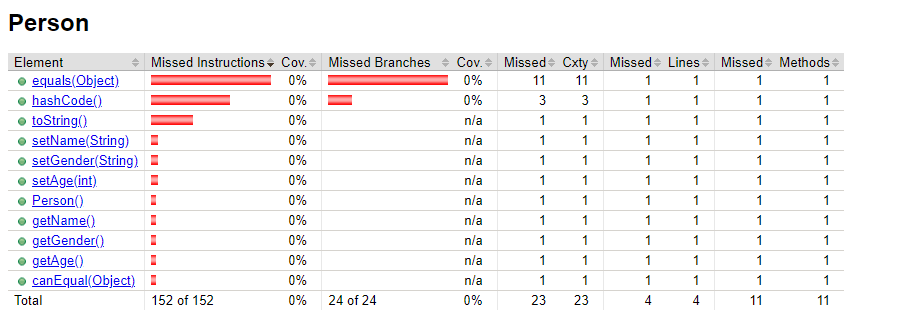 Person
Element Missed Instructions Cov. Missed Branches Cov. Missed Cxty Missed Lines Missed Methods
equals(Object) 0% 0% 11 11 1 1 1 1
hashCode() 0% 0% 3 3 1 1 1 1
toString() 0% n/a 1 1 1 1 1 1
setName(String) 0% n/a 1 1 1 1 1 1
setGender(String) 0% n/a 1 1 1 1 1 1
setAge(int) 0% n/a 1 1 1 1 1 1
Person() 0% n/a 1 1 1 1 1 1
getName() 0% n/a 1 1 1 1 1 1
getGender() 0% n/a 1 1 1 1 1 1
getAge() 0% n/a 1 1 1 1 1 1
canEqual(Object) 0% n/a 1 1 1 1 1 1
Total 152 of 152 0% 24 of 24 0% 23 23 4 4 11 11